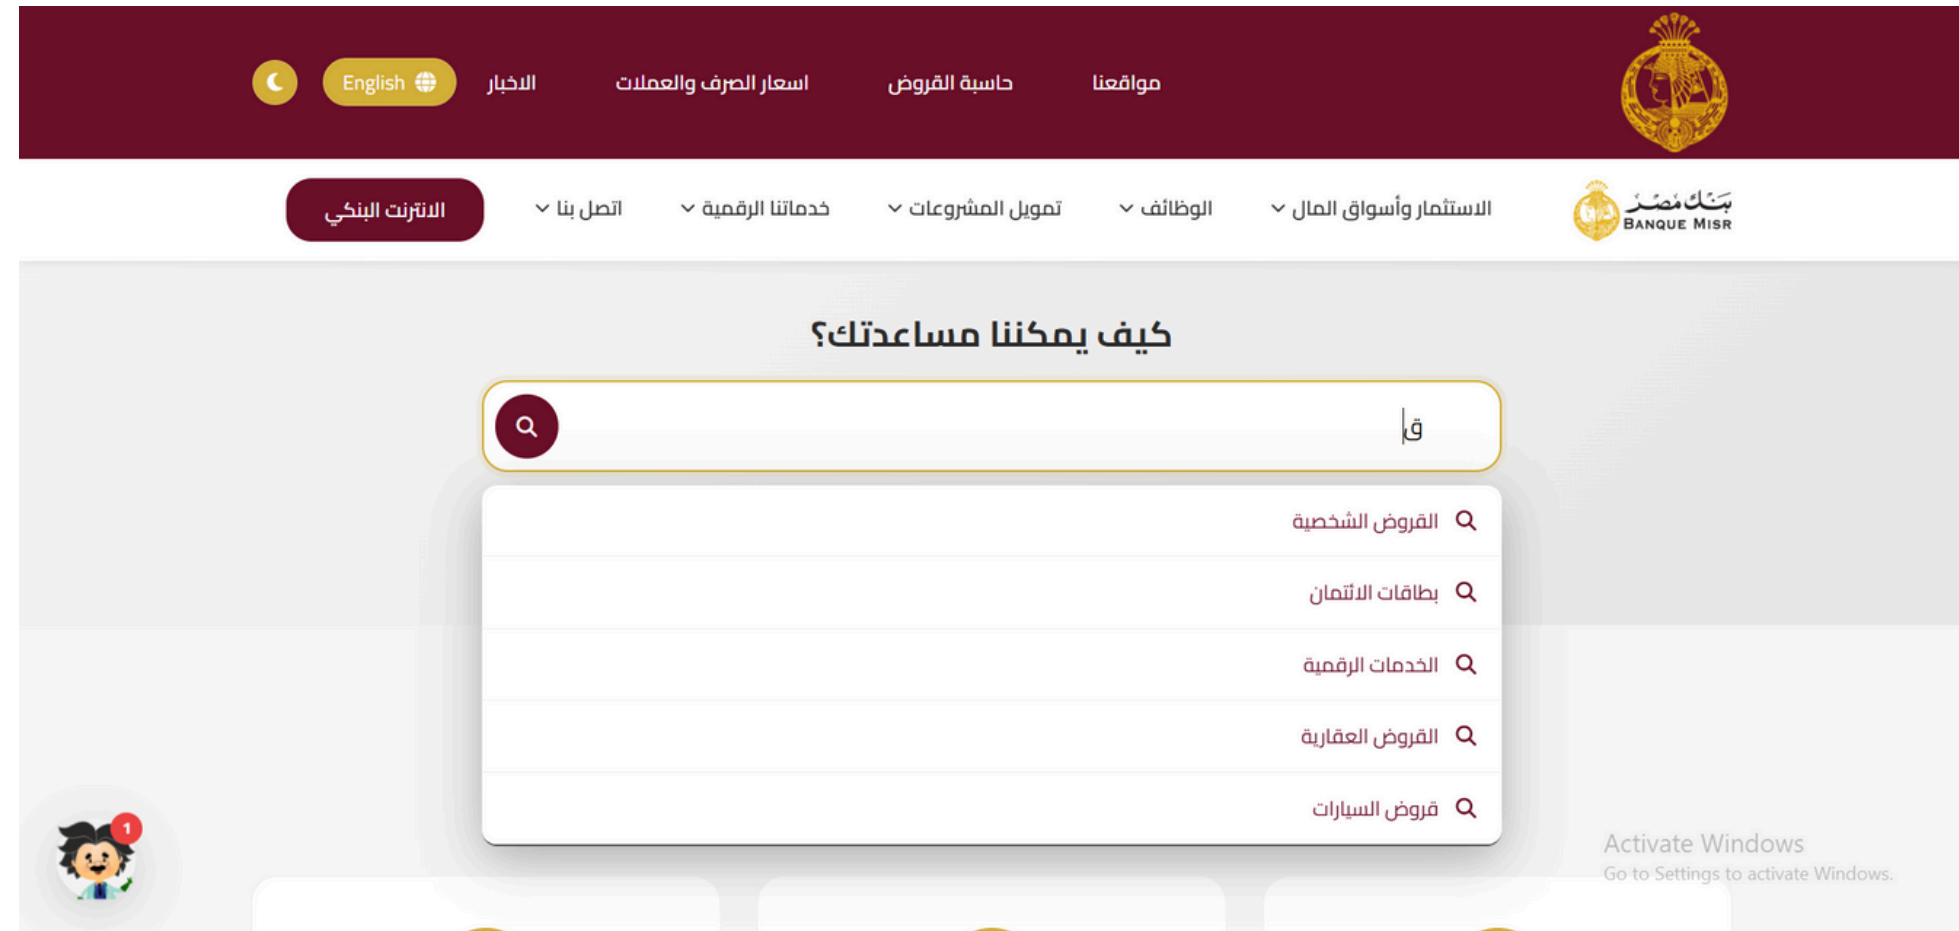 مواقعنا
حاسبة القروض
اسعار الصرف والعملات
الاخبار
English
بنك مصر
BANQUE MISR
الاستثمار وأسواق المال
الوظائف
تمويل المشروعات
خدماتنا الرقمية
اتصل بنا
الانترنت البنكي
كيف يمكننا مساعدتك؟
ق
القروض الشخصية
بطاقات الائتمان
الخدمات الرقمية
القروض العقارية
قروض السيارات
1
Activate Windows
Go to Settings to activate Windows.